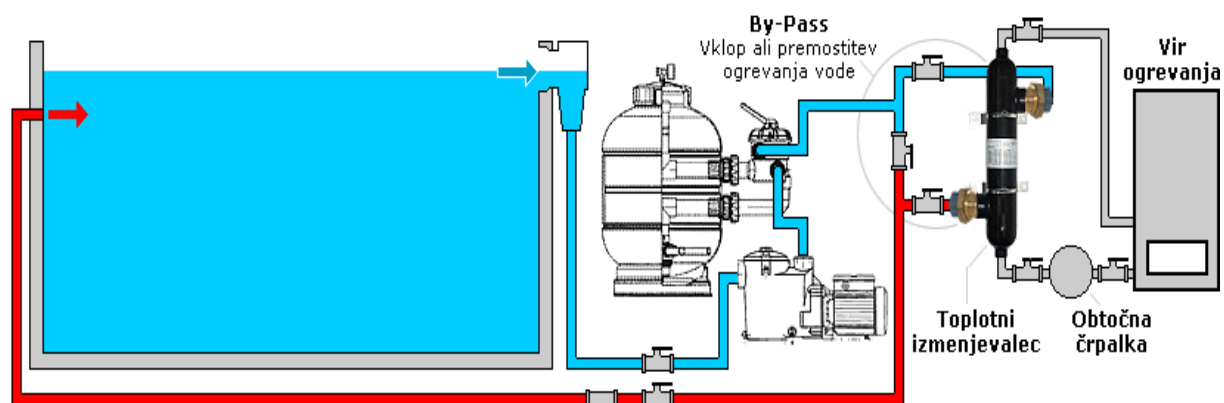 By-Pass
Vklop ali premostitev
ogrevanja vode
Vir
ogrevanja
Toplotni
izmenjevalec
Obtočna
črpalka